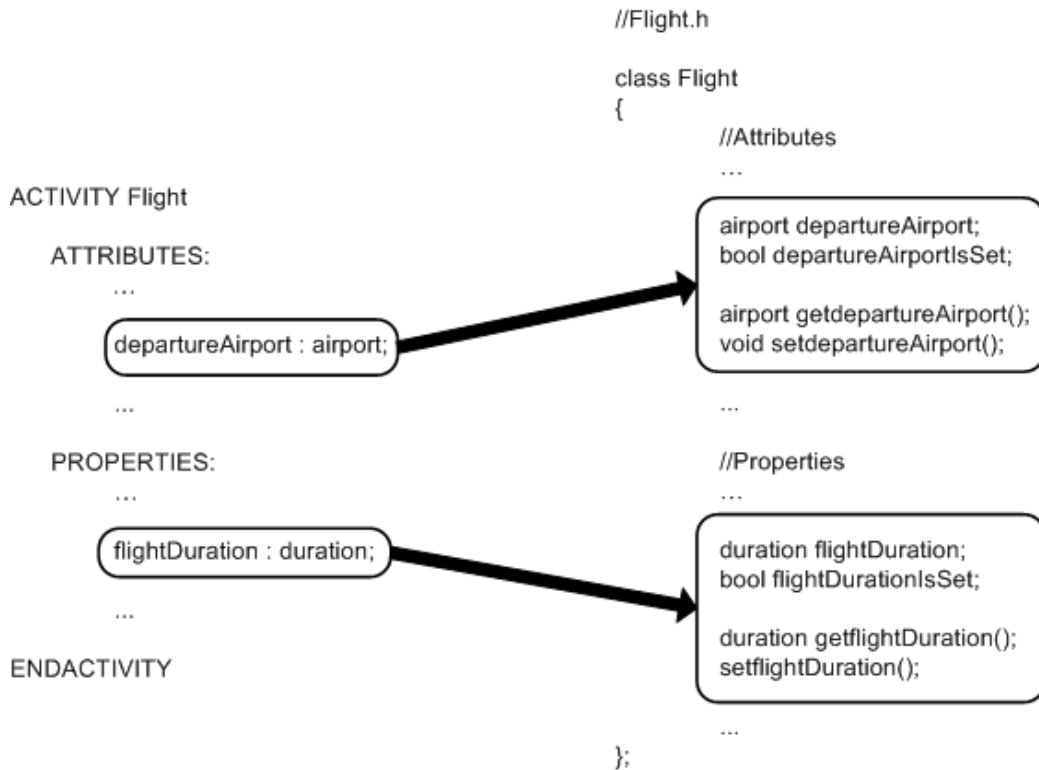 //Flight.h
class Flight
{
//Attributes
…
ACTIVITY Flight
ATTRIBUTES:
…
departureAirport : airport;
...
PROPERTIES:
…
flightDuration : duration;
...
ENDACTIVITY
airport departureAirport;
bool departureAirportIsSet;
airport getdepartureAirport();
void setdepartureAirport();
...
//Properties
…
duration flightDuration;
bool flightDurationIsSet;
duration getflightDuration();
setflightDuration();
...
};